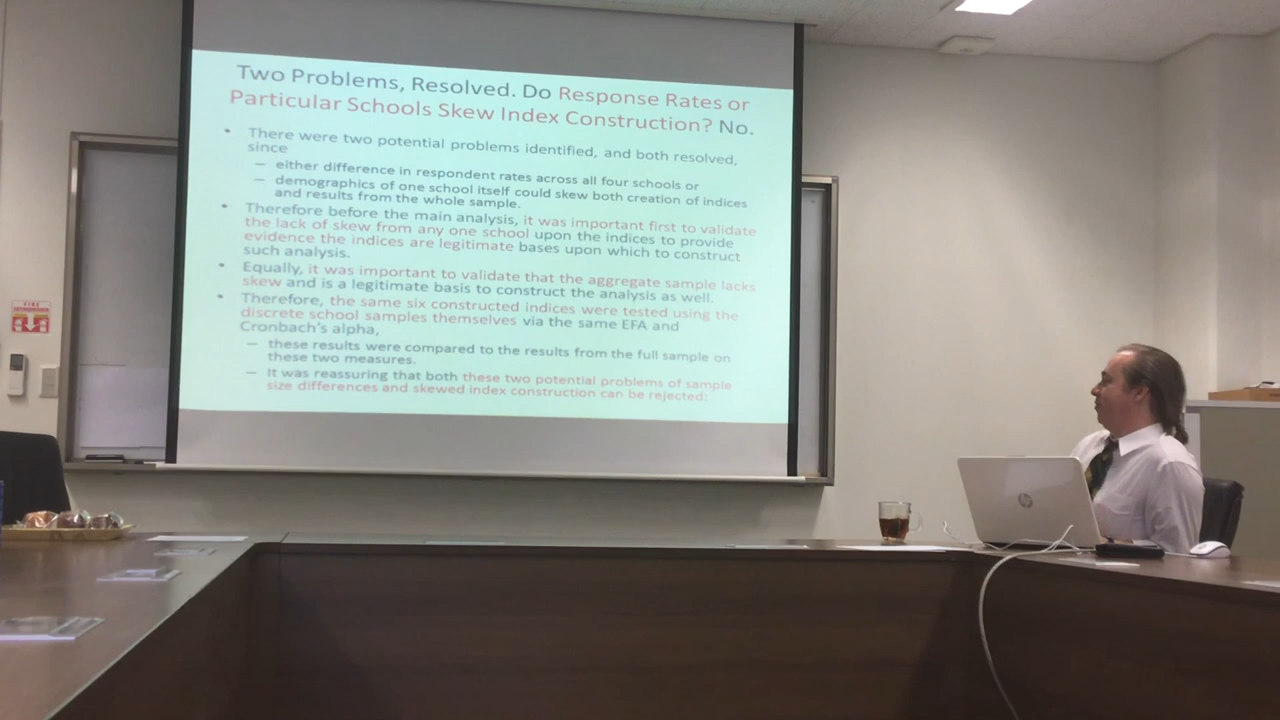 Two Problems, Resolved. Do Response Rates or
Particular Schools Skew Index Construction? No.
• There were two potential problems identified, and both resolved,
since
– either difference in respondent rates across all four schools or
– demographics of one school itself could skew both creation of indices
and results from the whole sample.
• Therefore before the main analysis, it was important first to validate
the lack of skew from any one school upon the indices to provide
evidence the indices are legitimate bases upon which to construct
such analysis.
• Equally, it was important to validate that the aggregate sample lacks
skew and is a legitimate basis to construct the analysis as well.
• Therefore, the same six constructed indices were tested using the
discrete school samples themselves via the same EFA and
Cronbach's alpha,
– these results were compared to the results from the full sample on
these two measures.
– It was reassuring that both these two potential problems of sample
size differences and skewed index construction can be rejected:
FIRE
hp